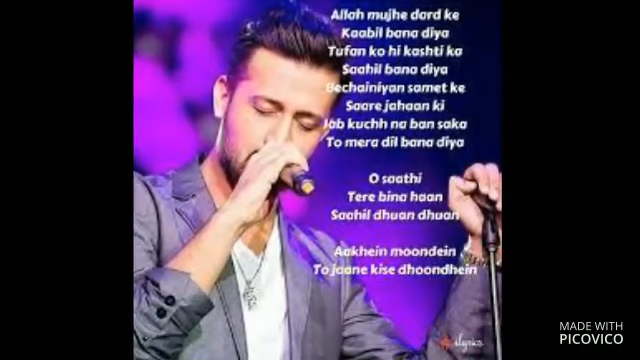 Allah mujhe dard ke
Kaabil bana diya
Tufan ko hi kashti ka
Saahil bana diya
Bechainiyan samet ke
Saare jahaan ki
Jab kuchh na ban saka
To mera dil bana diya
O saathi
Tere bina haan
Saahil dhuan dhuan
Aakhein moondein
To jaane kise dhoondhein
MADE WITH
PICOVICO